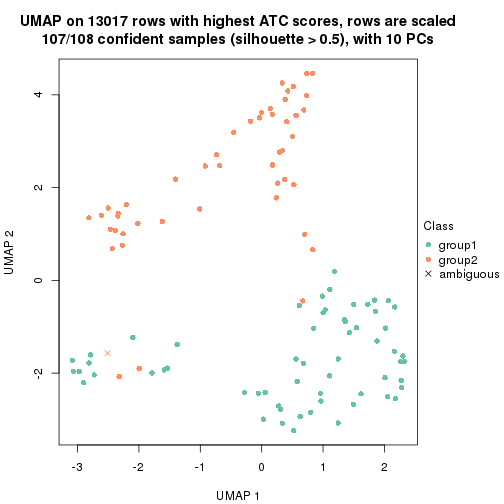 UMAP on 13017 rows with highest ATC scores, rows are scaled
107/108 confident samples (silhouette > 0.5), with 10 PCs
4
2
0
-2
UMAP 2
-3 -2 -1 0 1 2
UMAP 1
Class
group1
group2
ambiguous